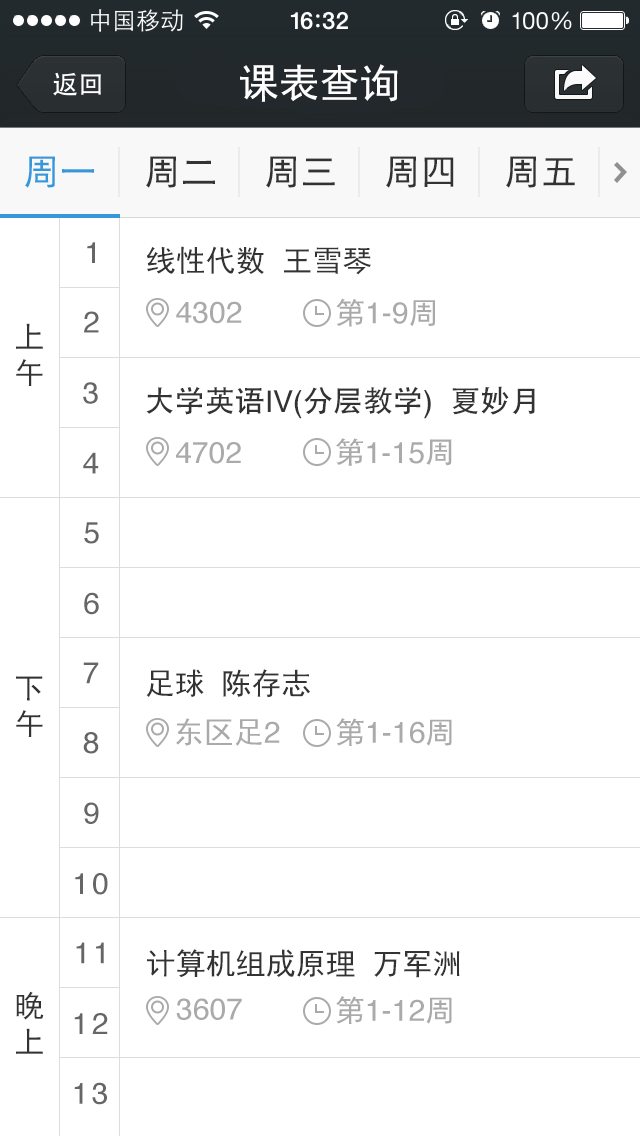 中国移动 16:32 100%
返回 课表查询
周一 周二 周三 周四 周五
上午
1
线性代数 王雪琴
2
4302 第1-9周
3
大学英语IV(分层教学) 夏妙月
4
4702 第1-15周
下午
5
6
7
足球 陈存志
8
东区足2 第1-16周
9
10
晚上
11
计算机组成原理 万军洲
12
3607 第1-12周
13